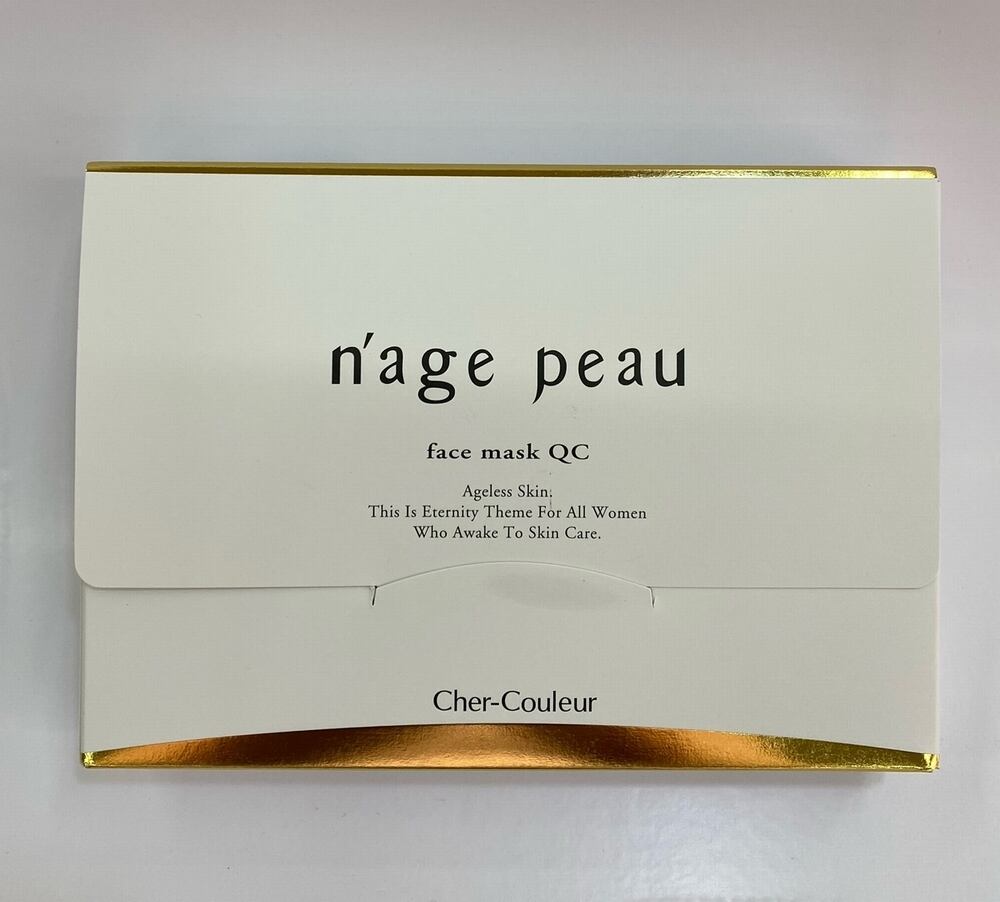 n'age peau
face mask QC
Ageless Skin.
This Is Eternity Theme For All Women
Who Awake To Skin Care.
Cher-Couleur